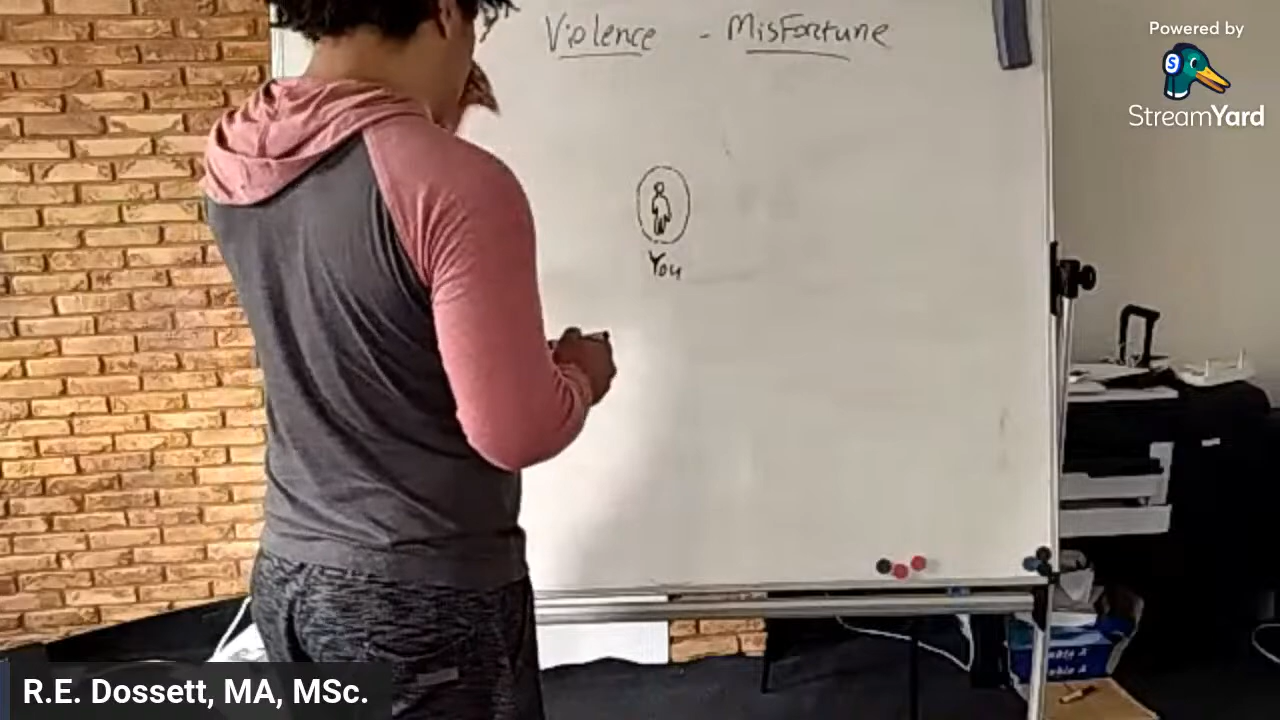 Violence - Misfortune
Powered by
StreamYard
You
R.E. Dossett, MA, MSc.